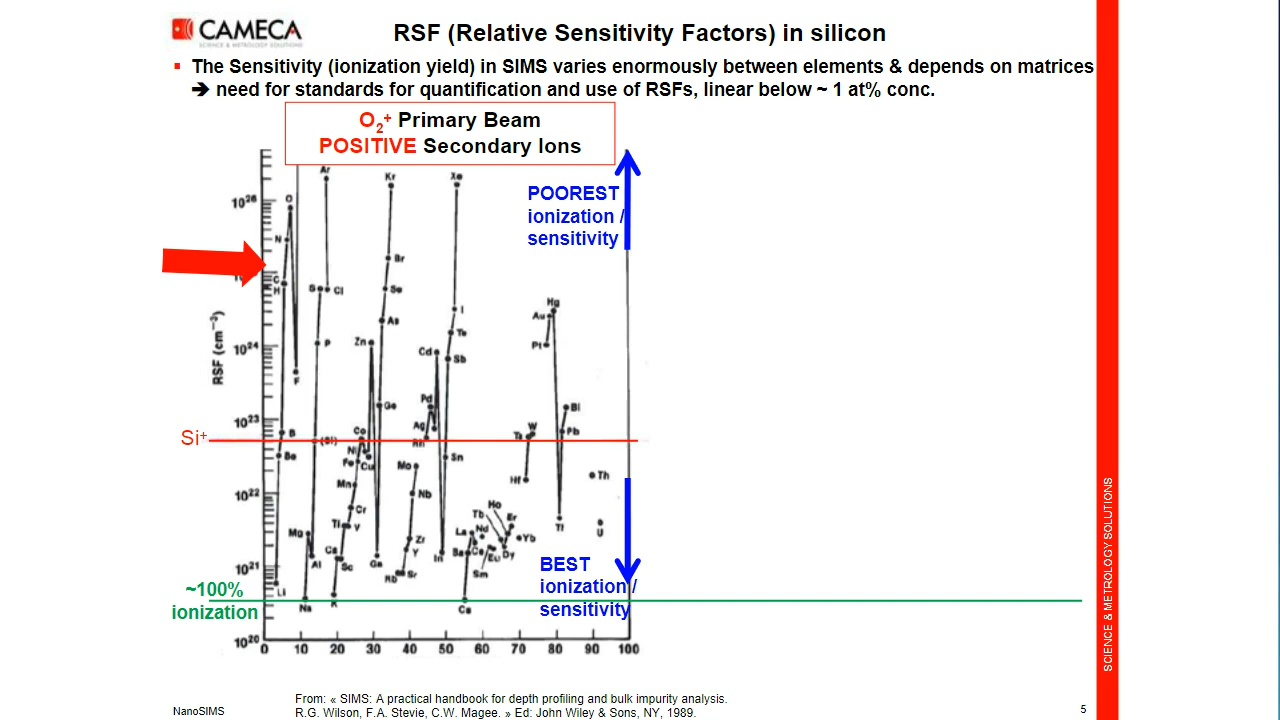 CAMECA
SCIENCE & METROLOGY SOLUTIONS
RSF (Relative Sensitivity Factors) in silicon
▪ The Sensitivity (ionization yield) in SIMS varies enormously between elements & depends on matrices
➔ need for standards for quantification and use of RSFs, linear below ~ 1 at% conc.
O2+ Primary Beam
POSITIVE Secondary Ions
POOREST
ionization /
sensitivity
BEST
ionization /
sensitivity
Si+
~100%
ionization
RSF (cm⁻³)
10²⁶
10²⁴
10²³
10²²
10²¹
10²⁰
0 10 20 30 40 50 60 70 80 90 100
Ar
Kr
Xe
O
N
C
H
S
Cl
Br
Se
I
As
Te
Hg
Au
Pt
P
Zn
Cd
Sb
F
Ge
Pd
Ag
Rh
Bi
Pb
W
Ta
B
(Si)
Co
Ni
Be
Fe
Cu
Mo
Sn
Mn
Nb
Hf
Th
Cr
Ho
Tb
Er
Ti
V
Mg
La
Nd
Yb
U
Tl
Zr
Y
Ca
Sc
Al
Ga
In
Ba
Ce
Eu
Dy
Sm
Rb
Sr
Li
Na
K
Cs
From: « SIMS: A practical handbook for depth profiling and bulk impurity analysis.
R.G. Wilson, F.A. Stevie, C.W. Magee. » Ed: John Wiley & Sons, NY, 1989.
NanoSIMS
5
SCIENCE & METROLOGY SOLUTIONS